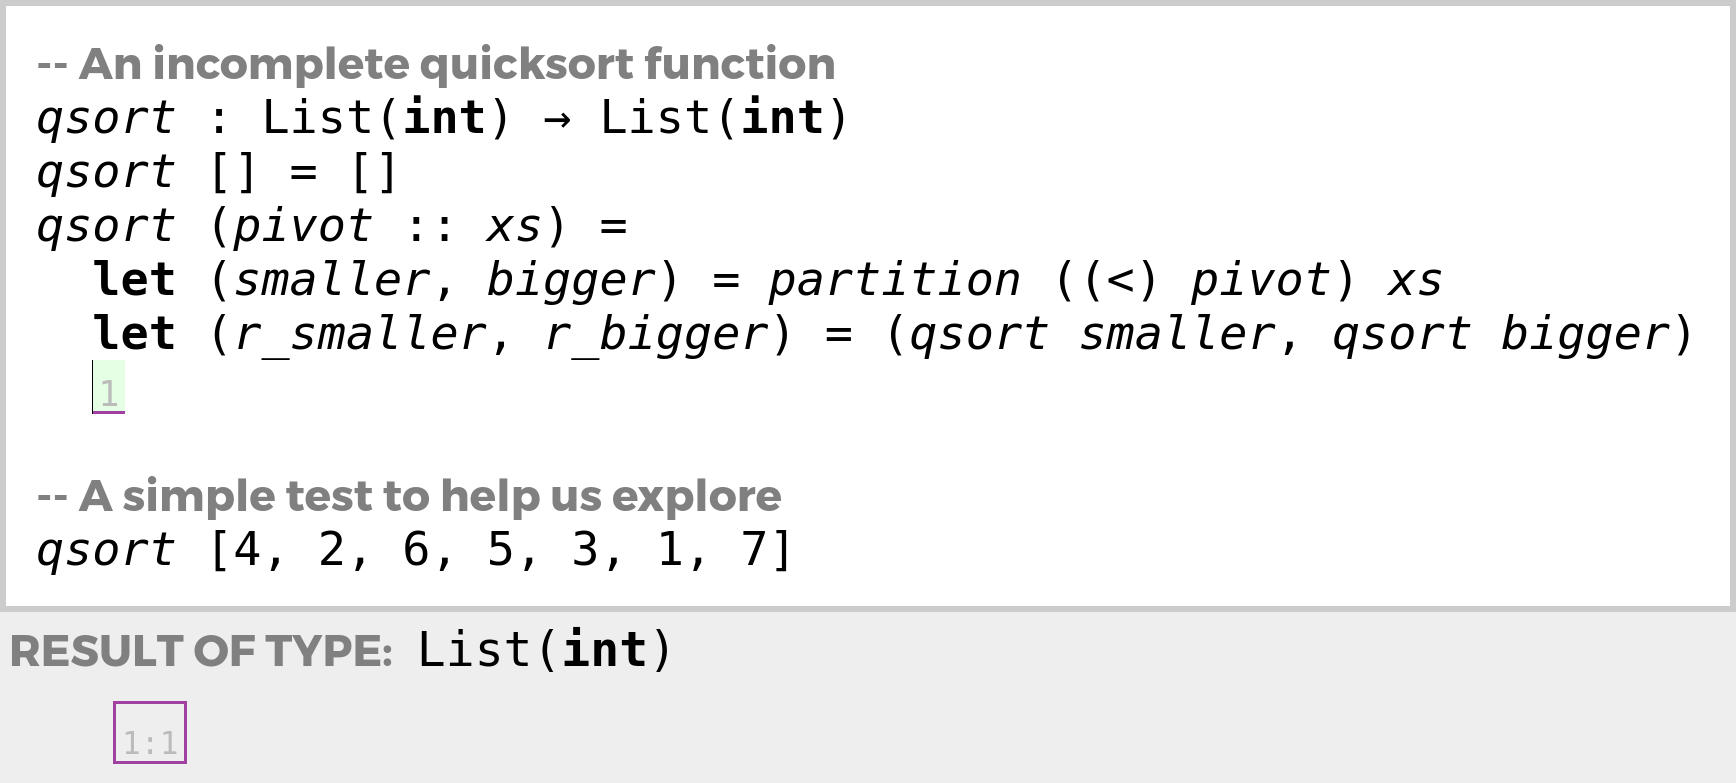 -- An incomplete quicksort function
qsort : List(int) → List(int)
qsort [] = []
qsort (pivot :: xs) =
  let (smaller, bigger) = partition ((<) pivot) xs
  let (r_smaller, r_bigger) = (qsort smaller, qsort bigger)
  1
-- A simple test to help us explore
qsort [4, 2, 6, 5, 3, 1, 7]
RESULT OF TYPE: List(int)
1:1